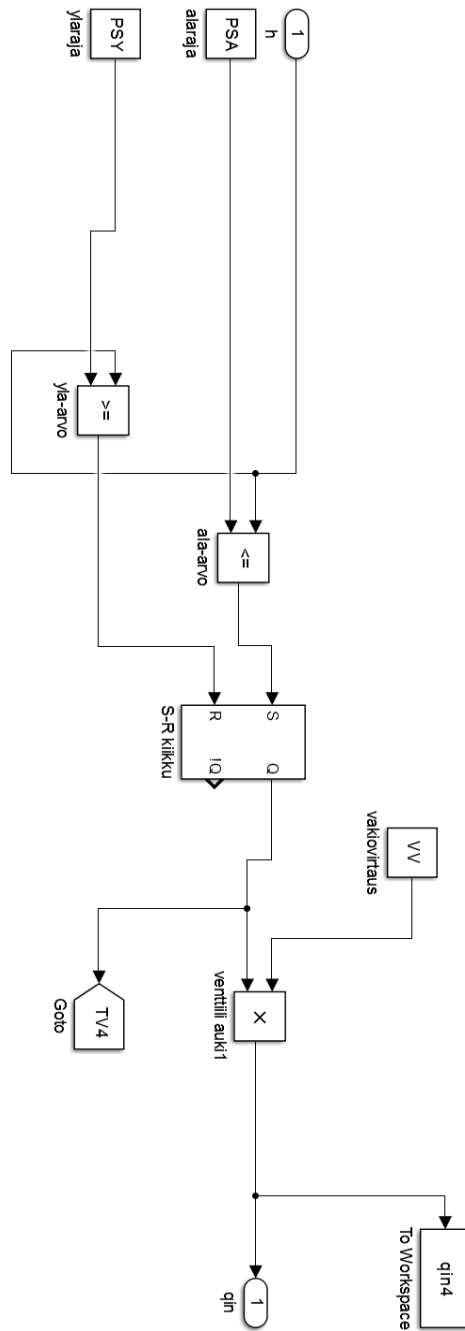 1
h
PSA
alaraja
PSY
ylaraja
>=
yla-arvo
<=
ala-arvo
S Q
R !Q
S-R kiikku
VV
vakiovirtaus
×
venttiili auki1
TV4
Goto
qin4
To Workspace
1
qin